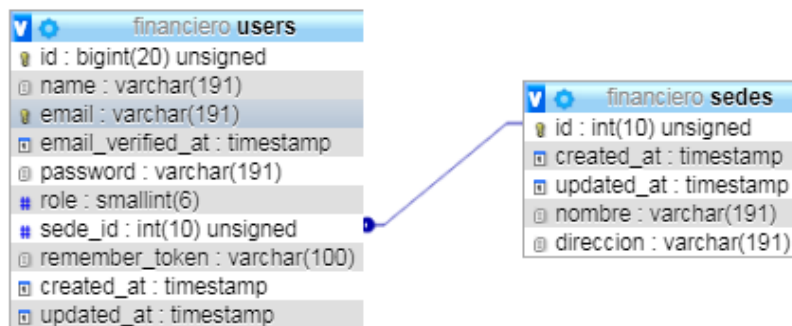 financiero users
id : bigint(20) unsigned
name : varchar(191)
email : varchar(191)
email_verified_at : timestamp
password : varchar(191)
role : smallint(6)
sede_id : int(10) unsigned
remember_token : varchar(100)
created_at : timestamp
updated_at : timestamp
financiero sedes
id : int(10) unsigned
created_at : timestamp
updated_at : timestamp
nombre : varchar(191)
direccion : varchar(191)